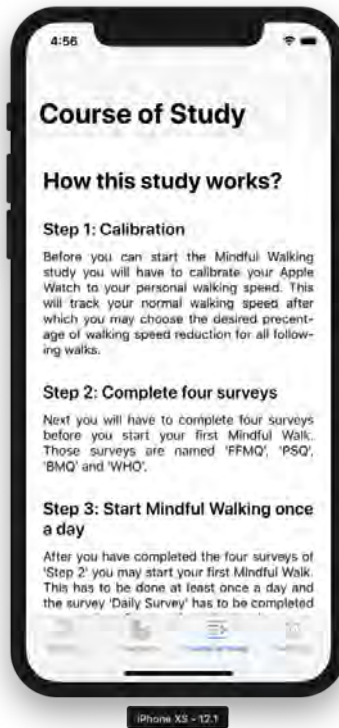 4:56
Course of Study
How this study works?
Step 1: Calibration
Before you can start the Mindful Walking
study you will have to calibrate your Apple
Watch to your personal walking speed. This
will track your normal walking speed after
which you may choose the desired precent-
age of walking speed reduction for all follow-
ing walks.
Step 2: Complete four surveys
Next you will have to complete four surveys
before you start your first Mindful Walk.
Those surveys are named 'FFMQ', 'PSQ',
'BMQ' and 'WHO'.
Step 3: Start Mindful Walking once
a day
After you have completed the four surveys of
'Step 2' you may start your first Mindful Walk.
This has to be done at least once a day and
the survey 'Daily Survey' has to be completed
iPhone XS - 12.1